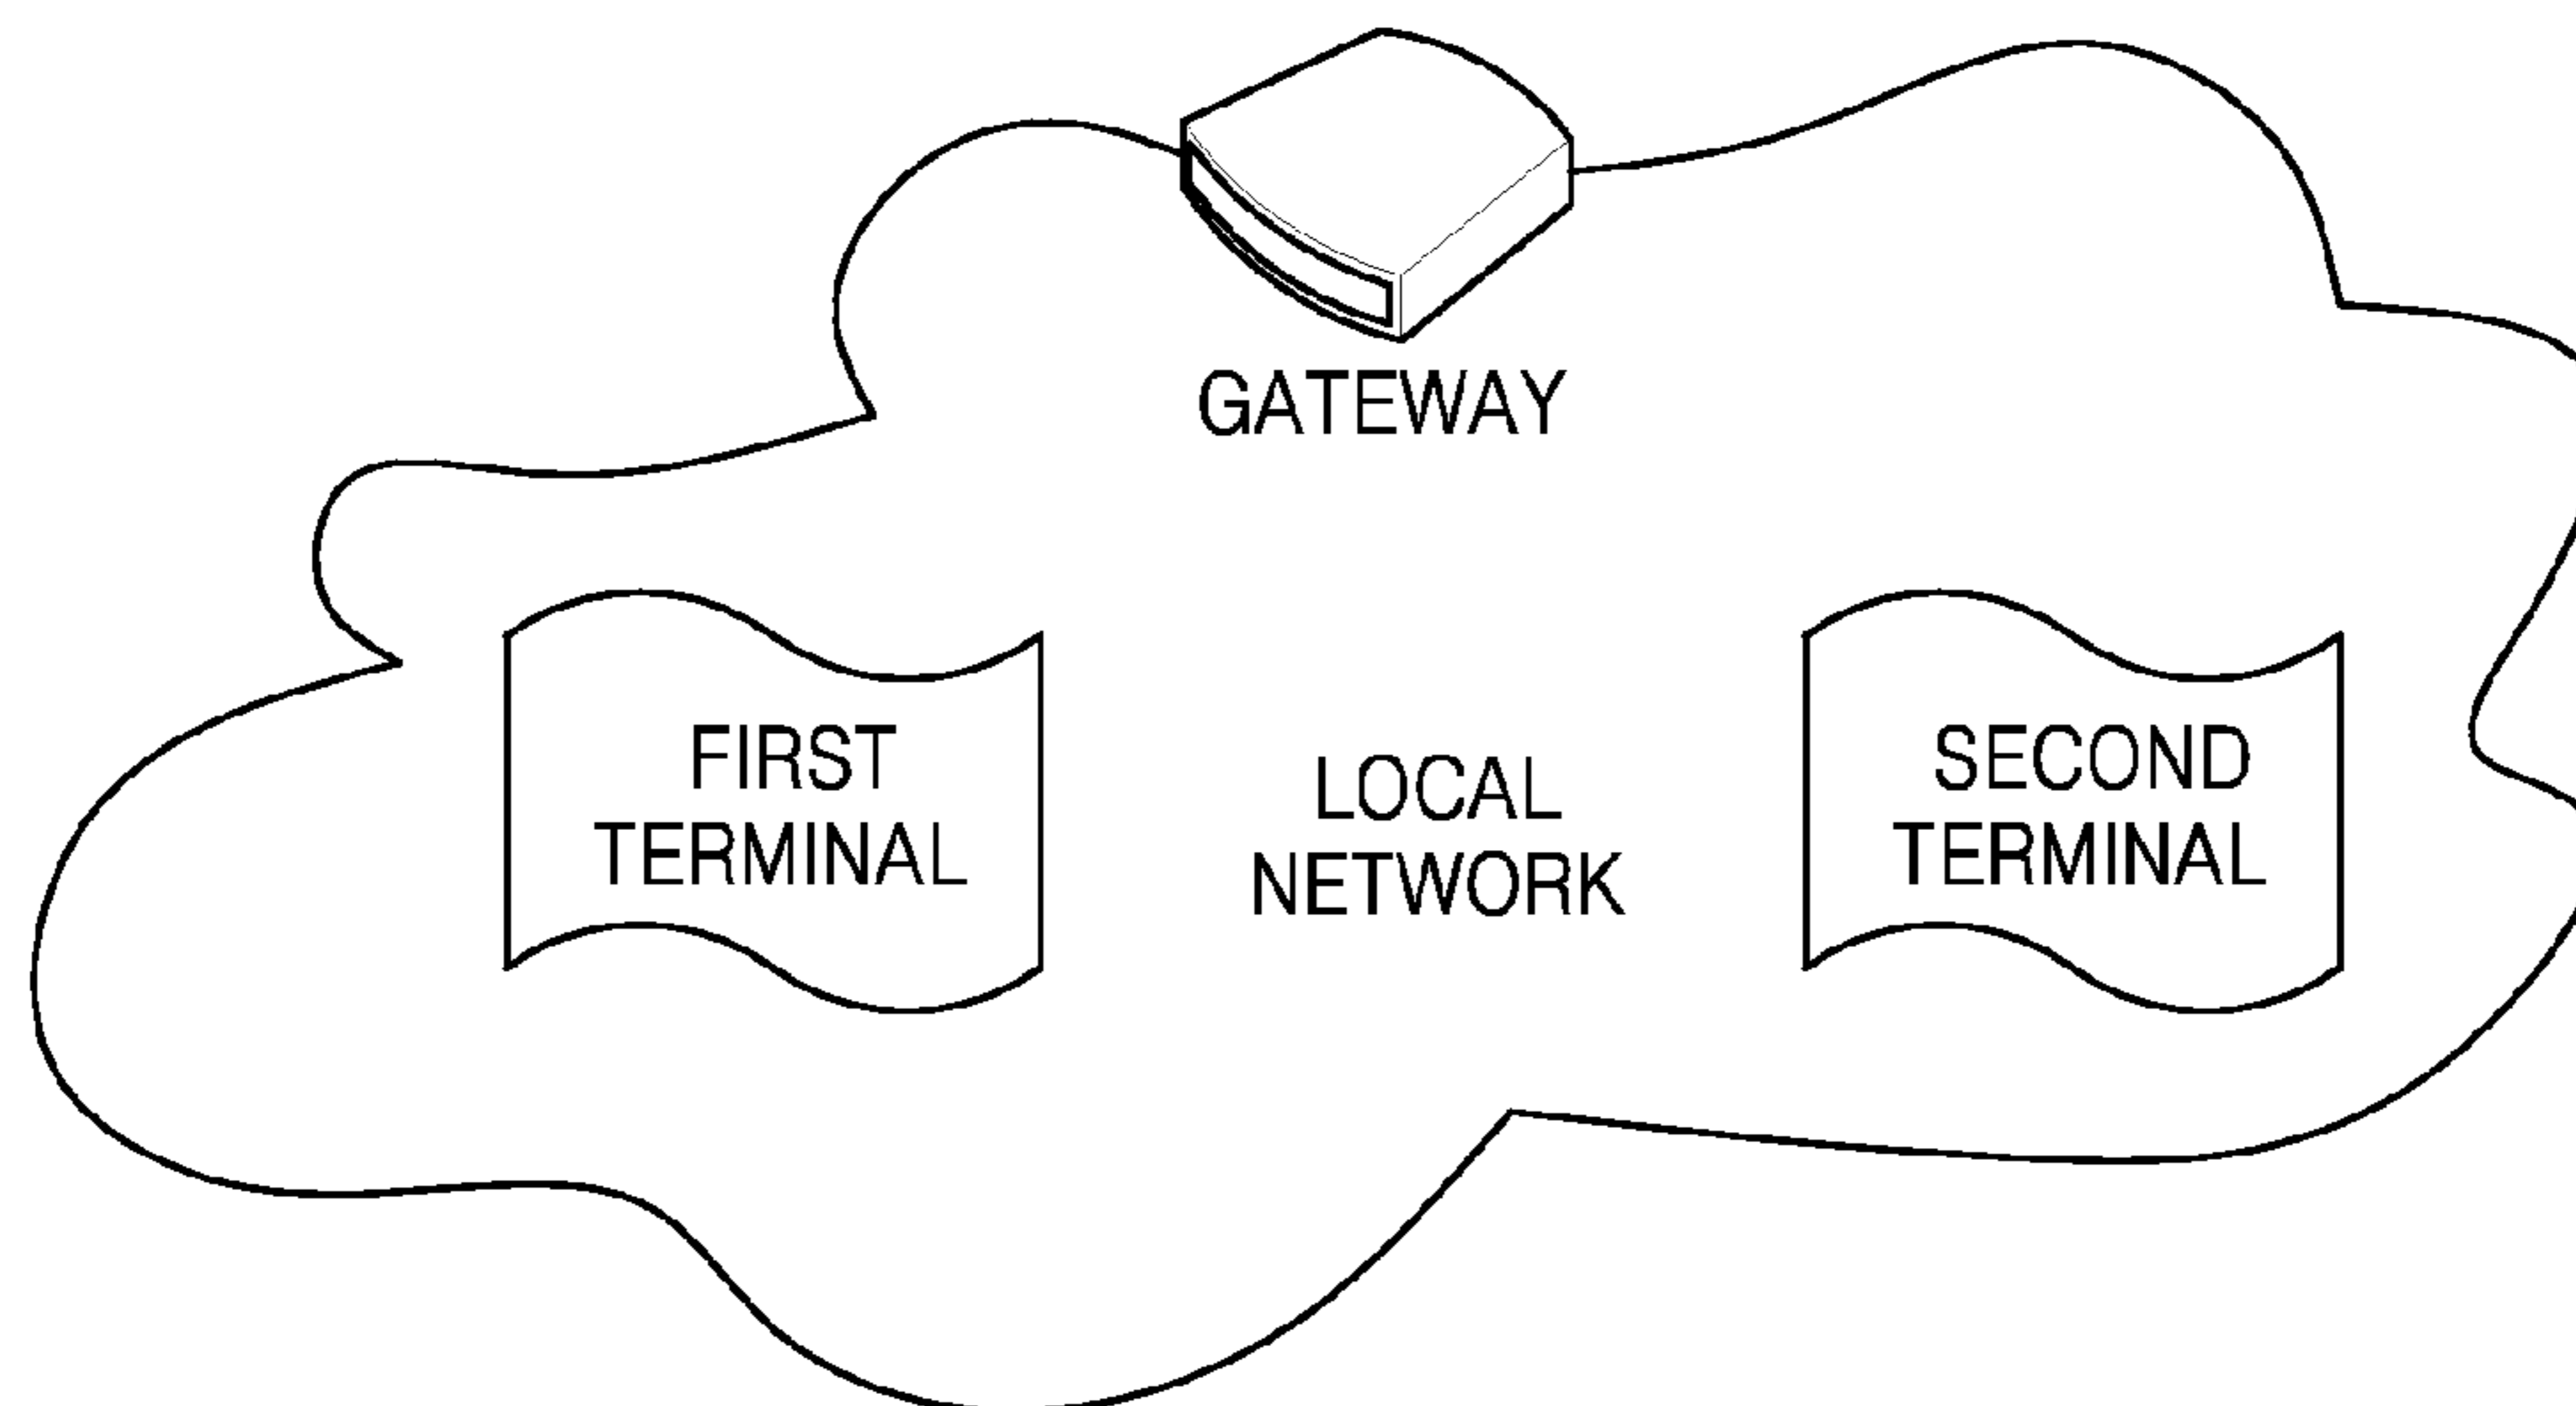 GATEWAY
FIRST
TERMINAL
LOCAL
NETWORK
SECOND
TERMINAL